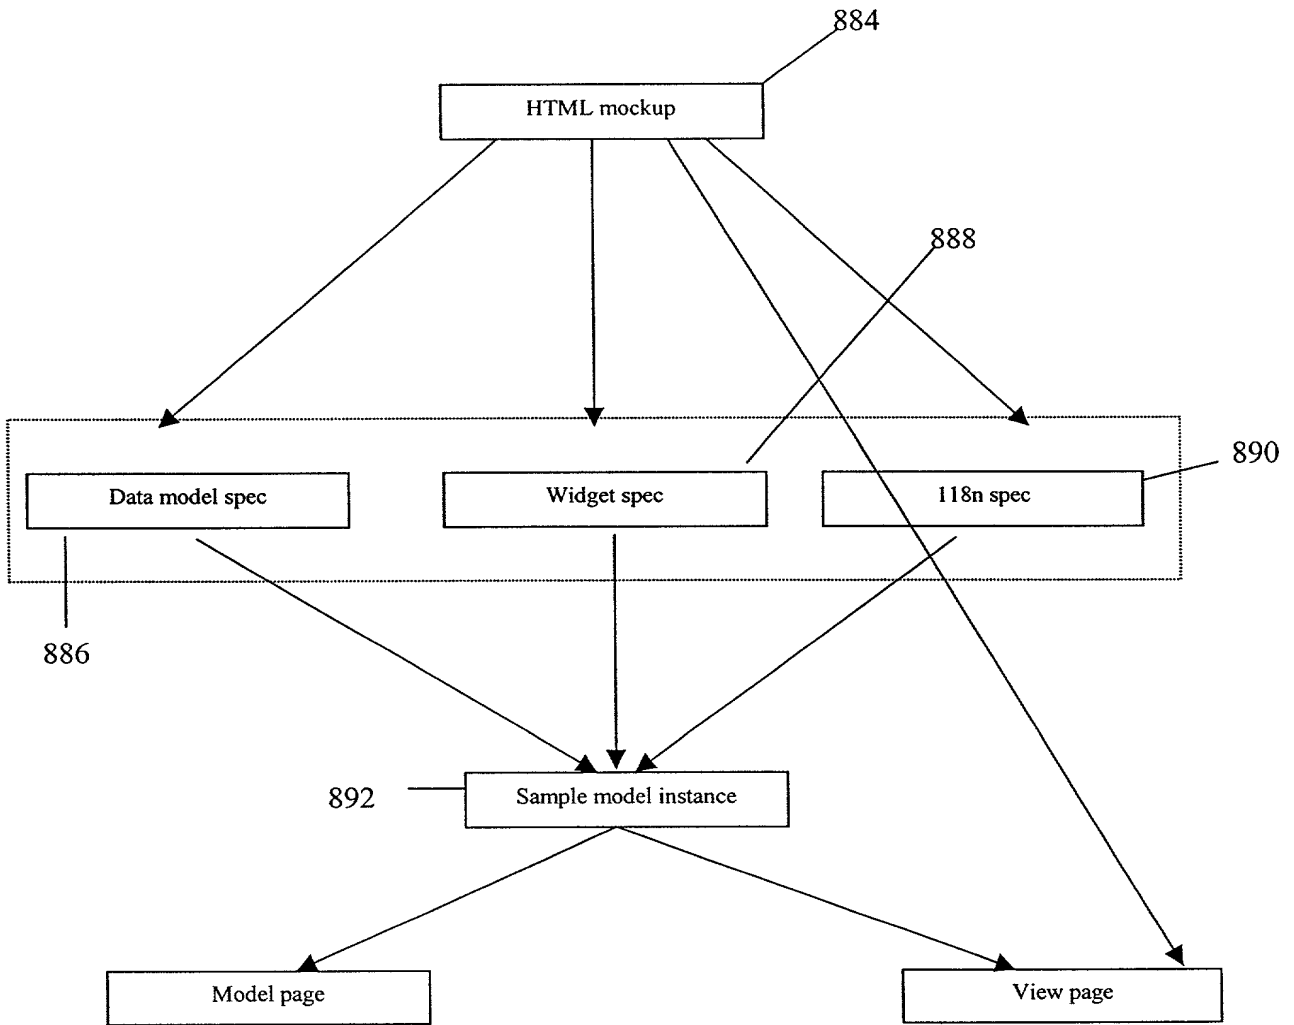 884
HTML mockup
888
890
Data model spec
Widget spec
118n spec
886
892
Sample model instance
Model page
View page